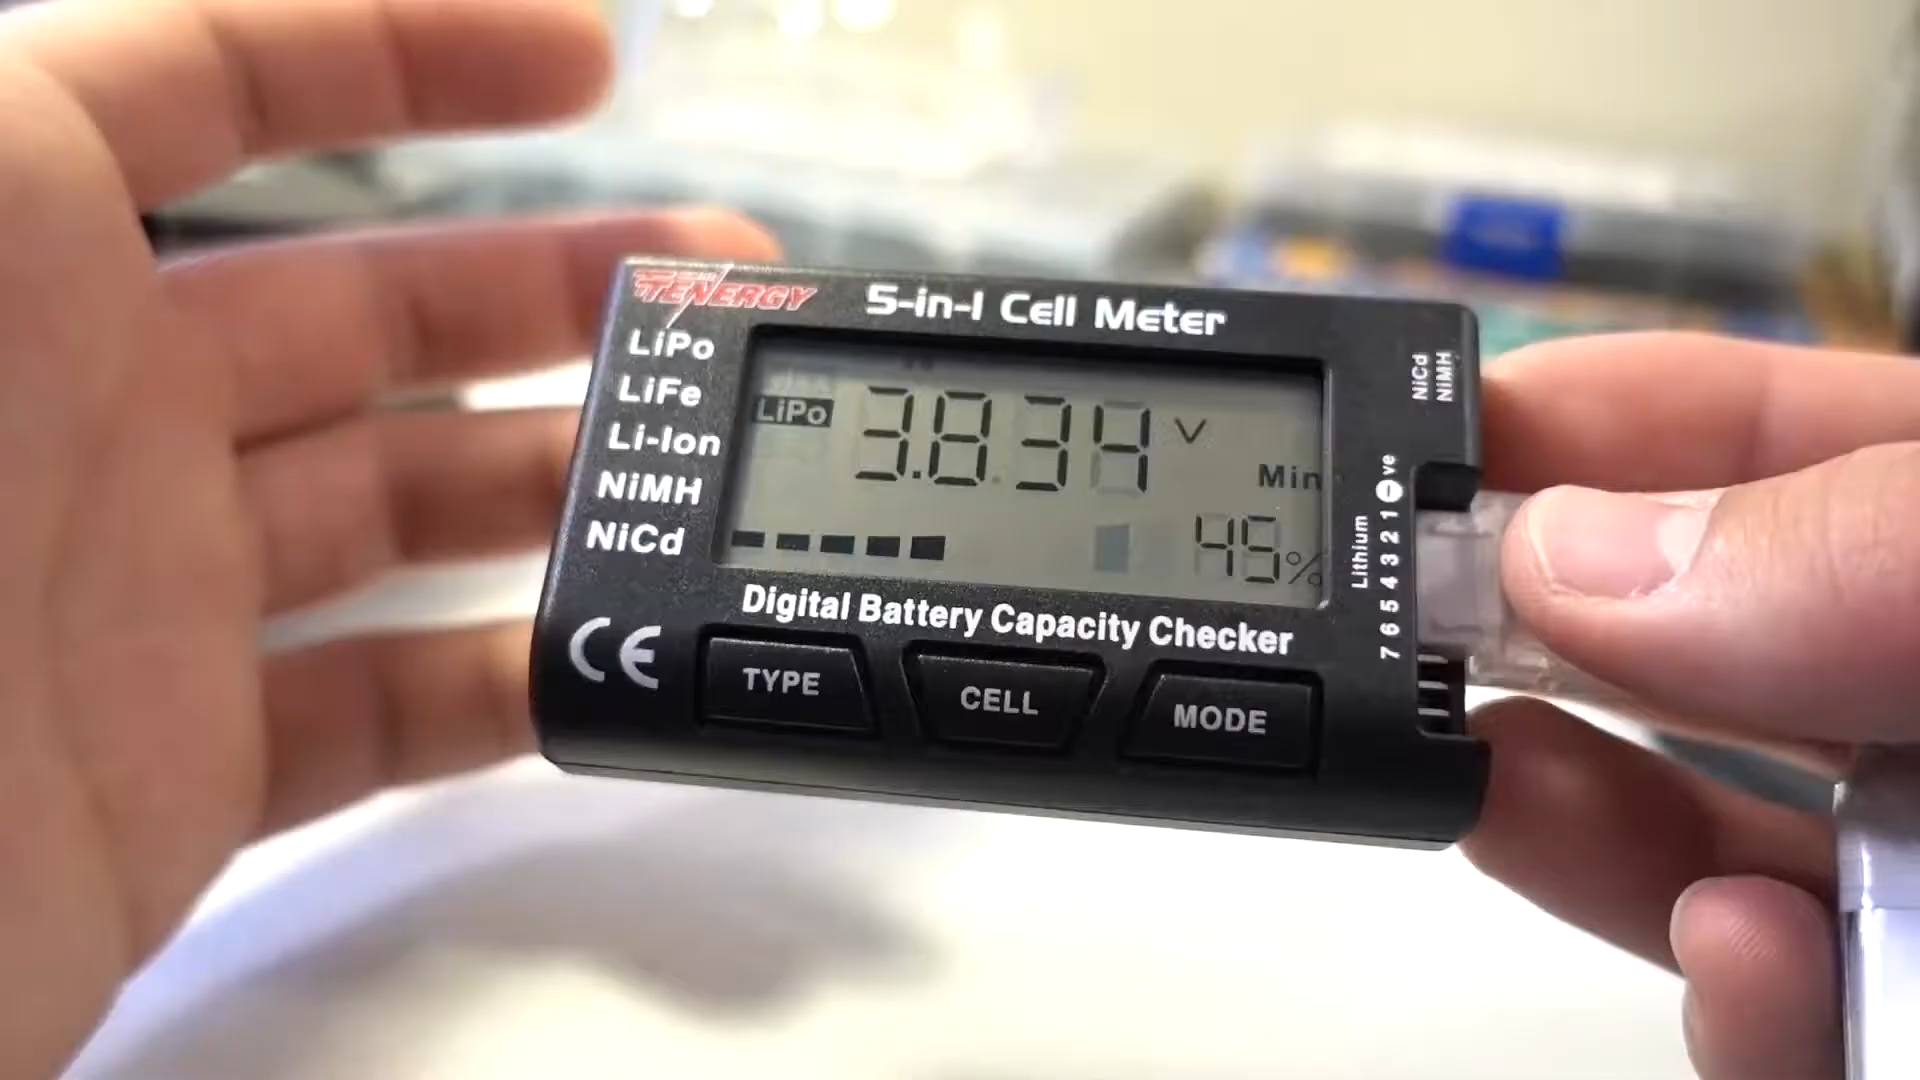 TENERGY 5-in-1 Cell Meter
LiPo
LiFe
Li-Ion
NiMH
NiCd
LiPo 3.834 V
Min
45%
Digital Battery Capacity Checker
CE
TYPE
CELL
MODE
NiCd
NiMH
Lithium
7 6 5 4 3 2 1 - ve